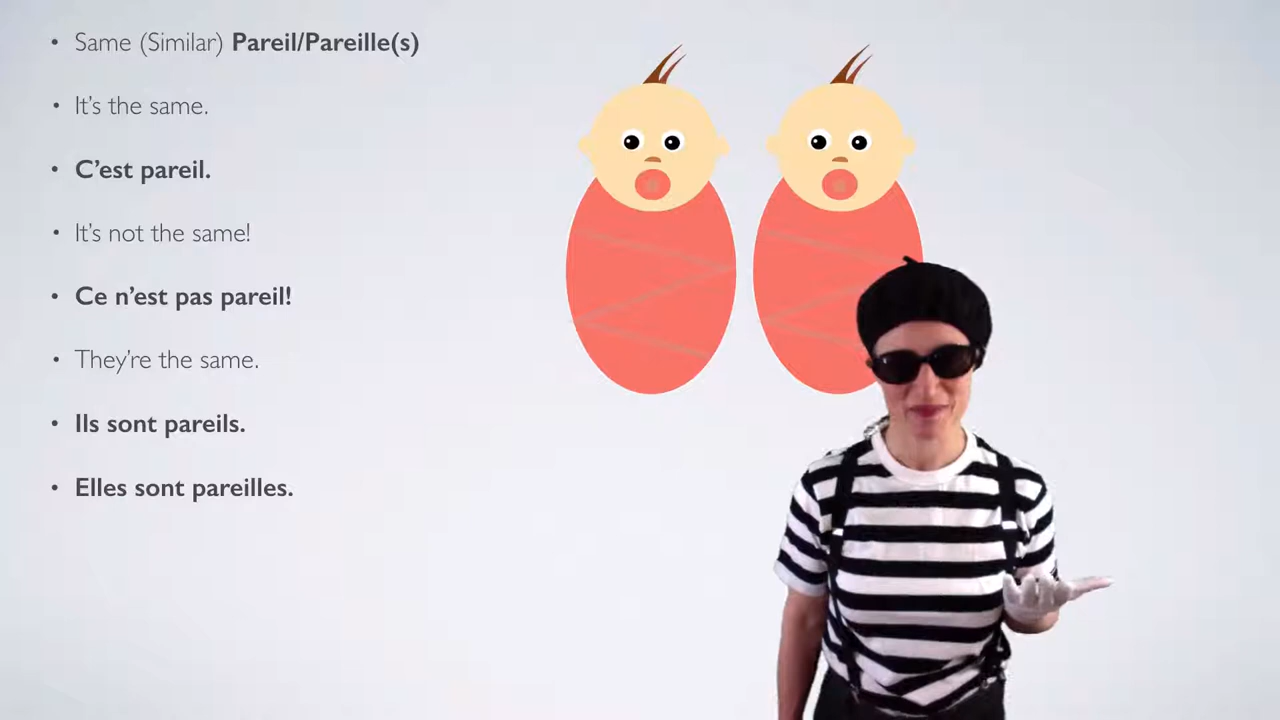 • Same (Similar) Pareil/Pareille(s)
• It's the same.
• C'est pareil.
• It's not the same!
• Ce n'est pas pareil!
• They're the same.
• Ils sont pareils.
• Elles sont pareilles.